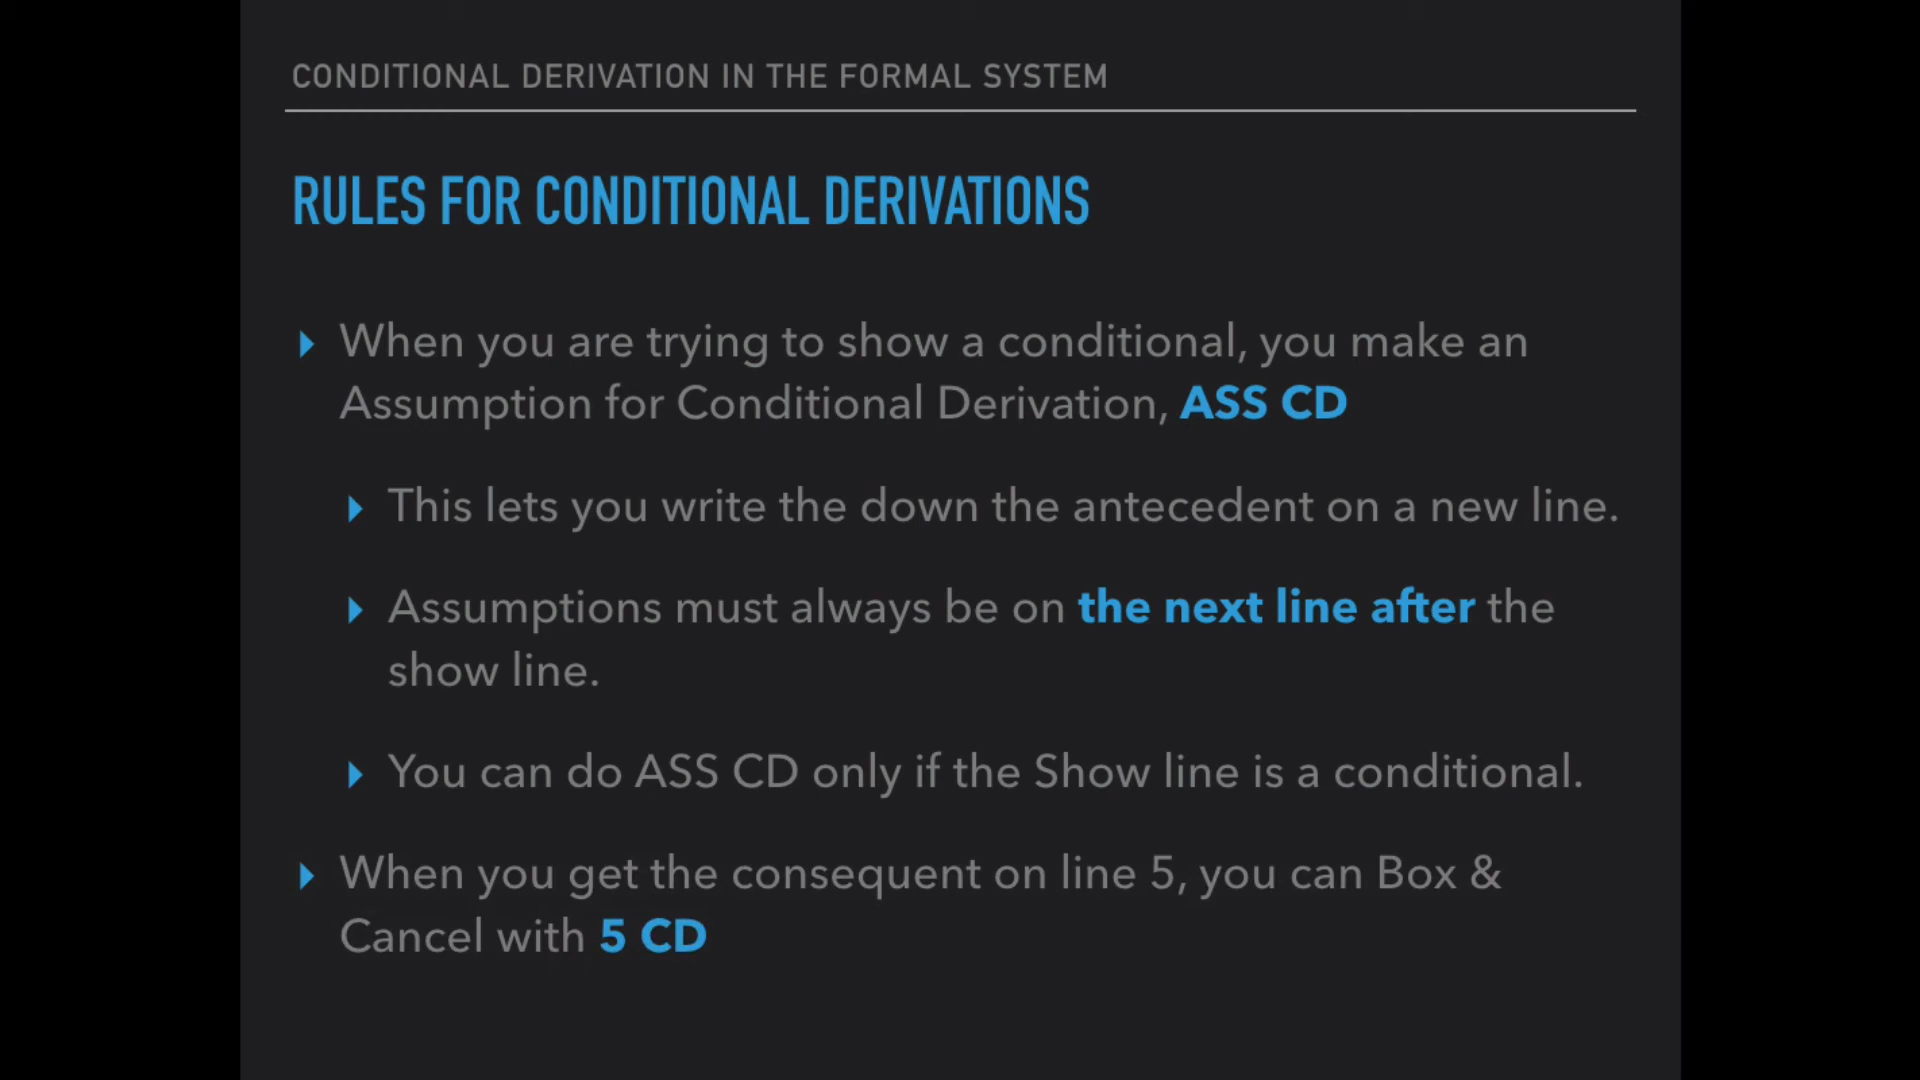 CONDITIONAL DERIVATION IN THE FORMAL SYSTEM
RULES FOR CONDITIONAL DERIVATIONS
When you are trying to show a conditional, you make an
Assumption for Conditional Derivation, ASS CD
This lets you write the down the antecedent on a new line.
Assumptions must always be on the next line after the
show line.
You can do ASS CD only if the Show line is a conditional.
When you get the consequent on line 5, you can Box &
Cancel with 5 CD